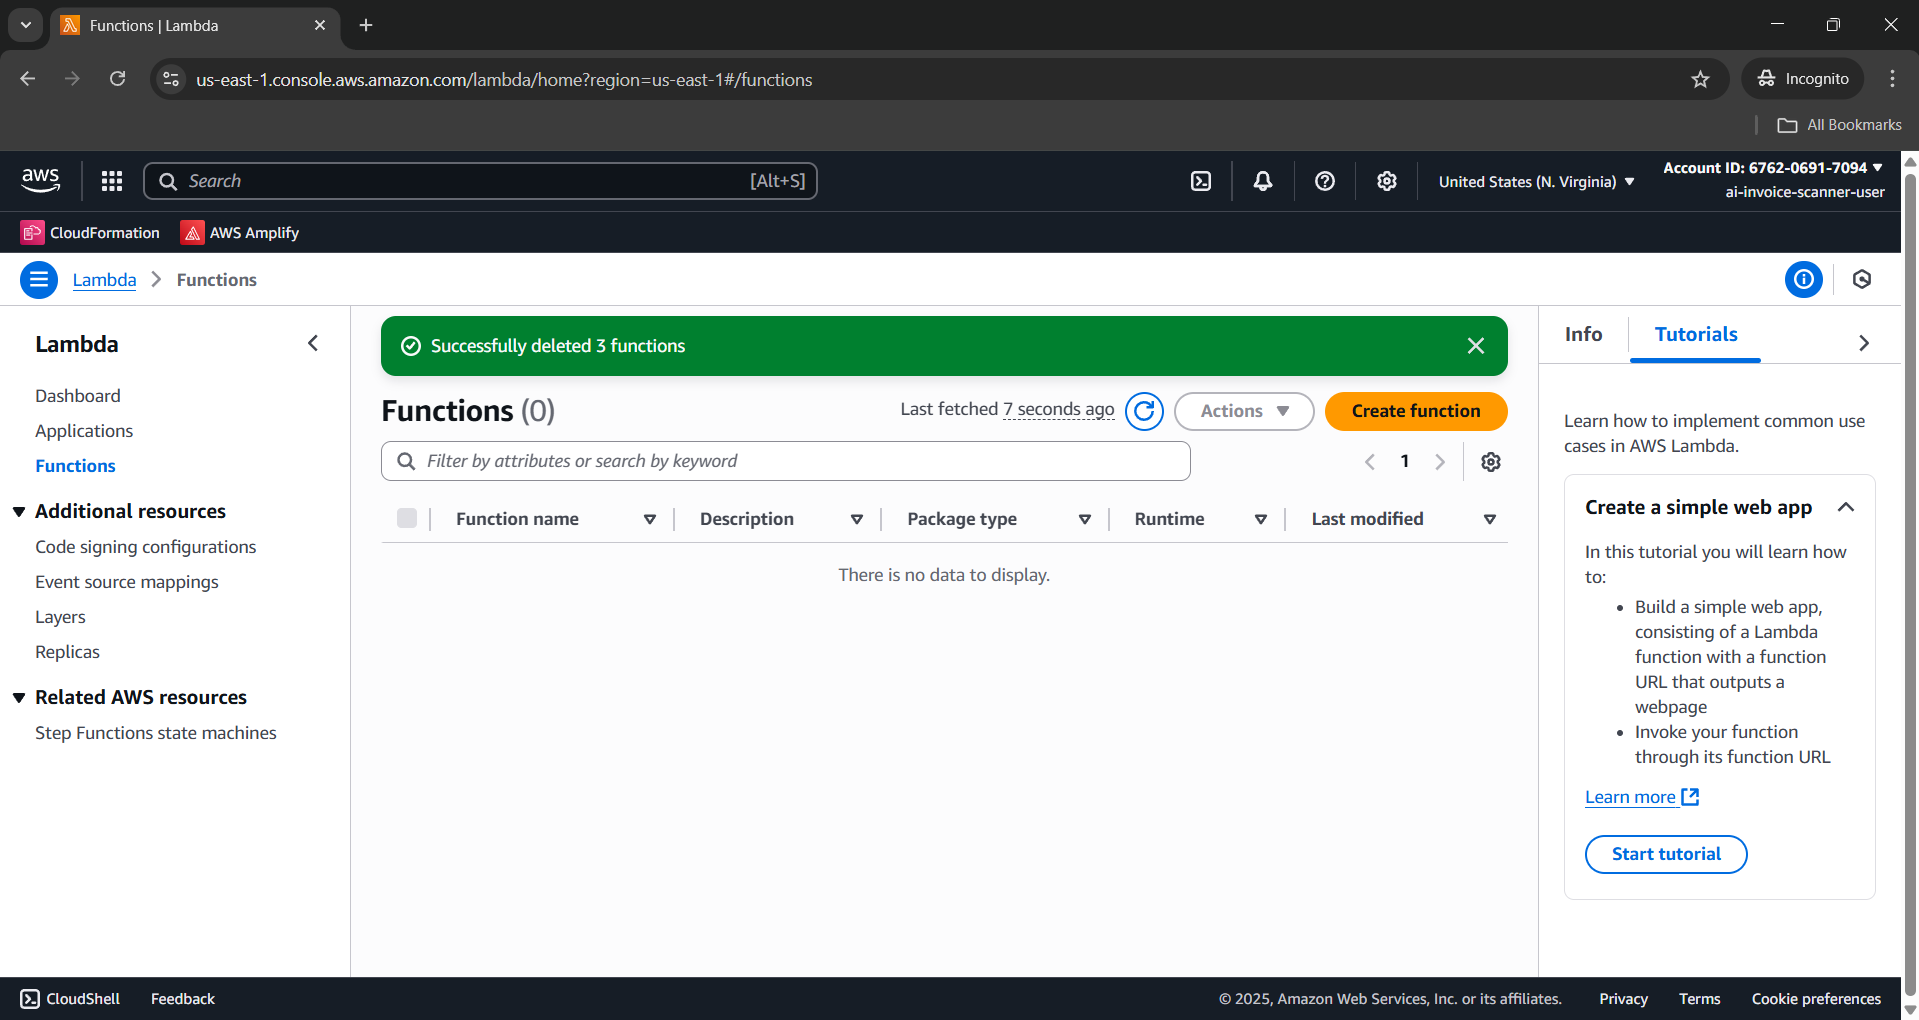 Functions | Lambda
us-east-1.console.aws.amazon.com/lambda/home?region=us-east-1#/functions
Incognito
All Bookmarks
aws
Search
[Alt+S]
United States (N. Virginia)
Account ID: 6762-0691-7094
ai-invoice-scanner-user
CloudFormation
AWS Amplify
Lambda
Functions
Lambda
Dashboard
Applications
Functions
Additional resources
Code signing configurations
Event source mappings
Layers
Replicas
Related AWS resources
Step Functions state machines
Successfully deleted 3 functions
Functions (0)
Last fetched 7 seconds ago
Actions
Create function
Filter by attributes or search by keyword
1
Function name
Description
Package type
Runtime
Last modified
There is no data to display.
Info
Tutorials
Learn how to implement common use
cases in AWS Lambda.
Create a simple web app
In this tutorial you will learn how
to:
• Build a simple web app,
consisting of a Lambda
function with a function
URL that outputs a
webpage
• Invoke your function
through its function URL
Learn more
Start tutorial
CloudShell
Feedback
© 2025, Amazon Web Services, Inc. or its affiliates.
Privacy
Terms
Cookie preferences